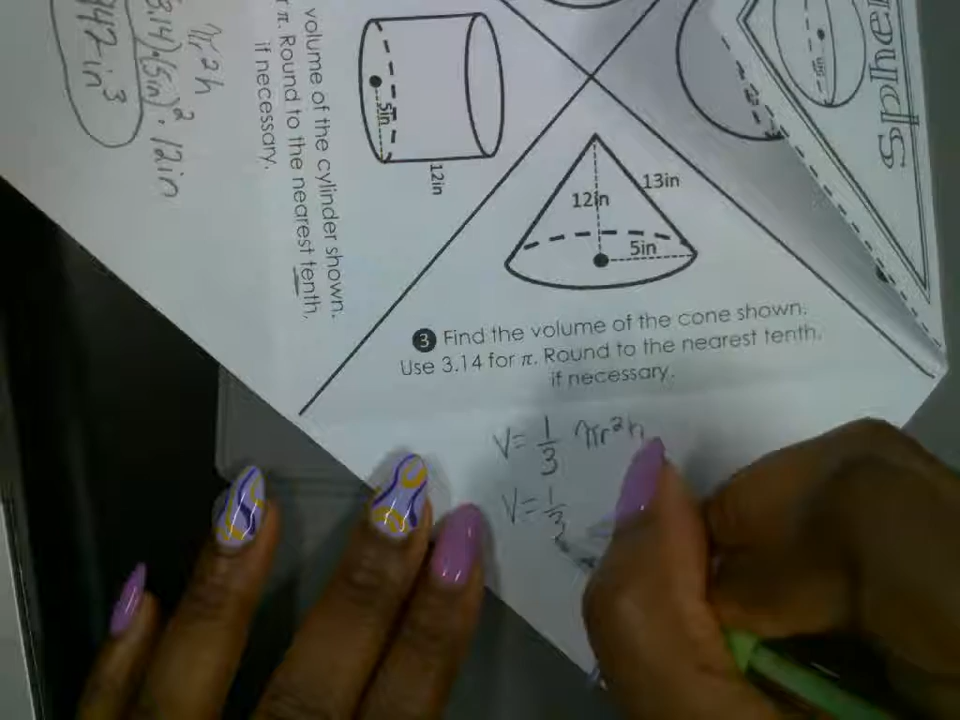 Spheres
5in
12in
13in
12in
5in
volume of the cylinder shown.
π. Round to the nearest tenth.
if necessary.
πr2h
3.14)(5in)2 · 12in
942in3
3 Find the volume of the cone shown.
Use 3.14 for π. Round to the nearest tenth.
if necessary.
V= 1/3 πr2h
V= 1/3